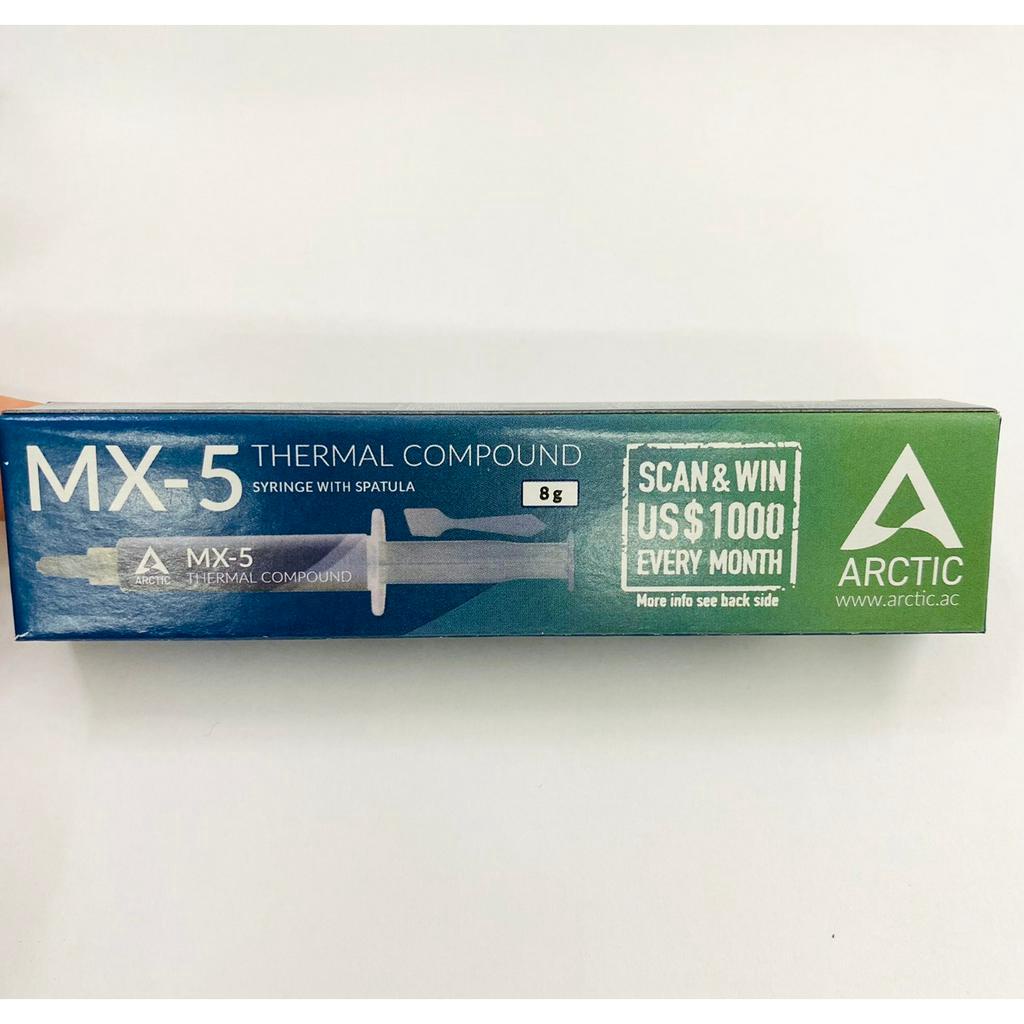 MX-5 THERMAL COMPOUND
SYRINGE WITH SPATULA
8g
ARCTIC
MX-5
THERMAL COMPOUND
SCAN & WIN
US$1000
EVERY MONTH
More info see back side
ARCTIC
www.arctic.ac